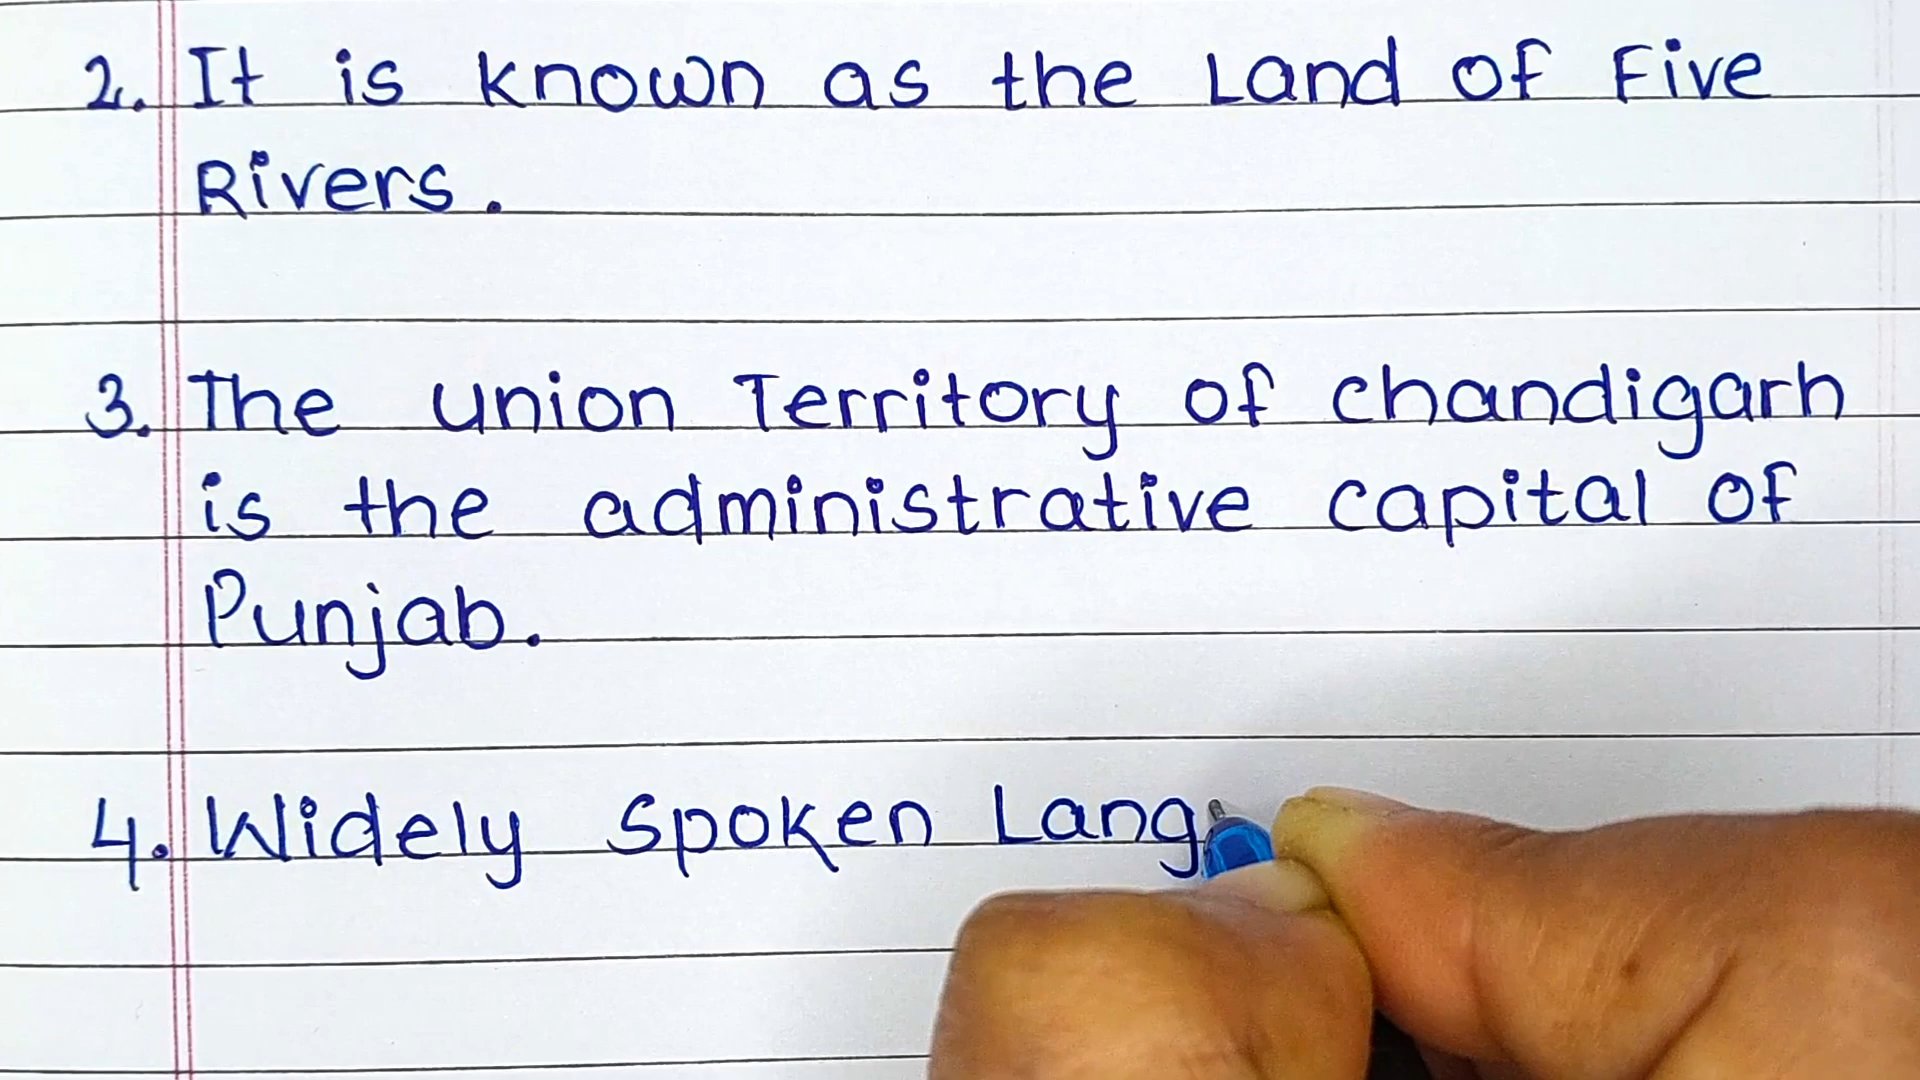 2. It is known as the Land of Five
Rivers.
3. The union Territory of chandigarh
is the administrative capital of
Punjab.
4. Widely spoken Lang